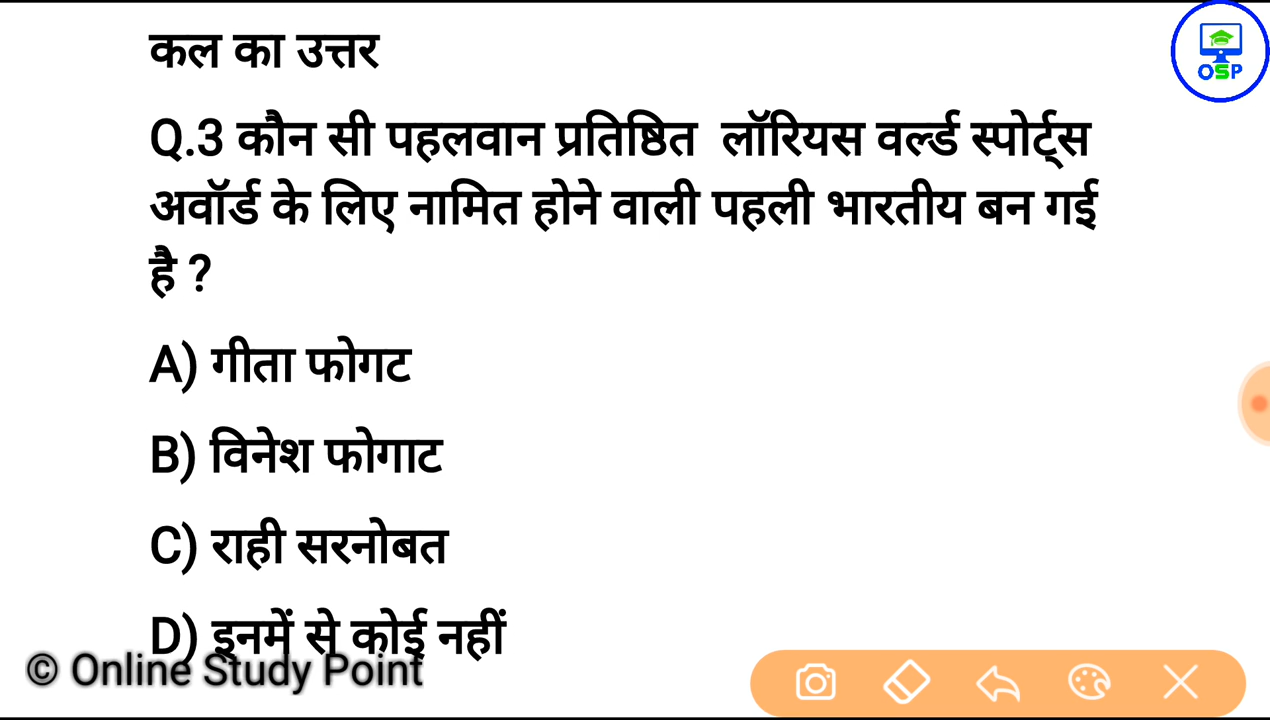 कल का उत्तर
OSP
Q.3 कौन सी पहलवान प्रतिष्ठित लॉरियस वर्ल्ड स्पोर्ट्स
अवॉर्ड के लिए नामित होने वाली पहली भारतीय बन गई
है ?
A) गीता फोगट
B) विनेश फोगाट
C) राही सरनोबत
D) इनमें से कोई नहीं
© Online Study Point